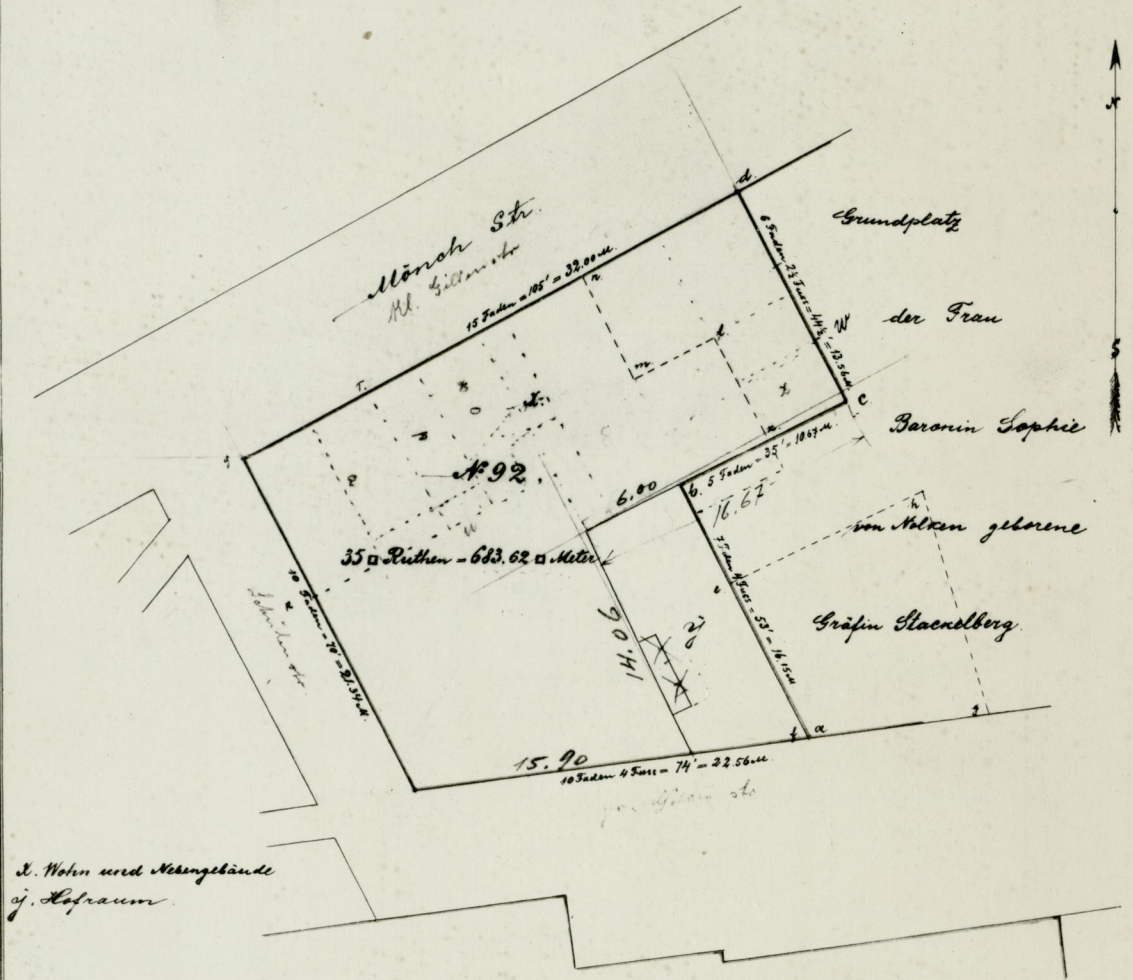 N
S
d.
Grundplatz
der Frau
Baronin Sophie
von Nolken geborene
Gräfin Stackelberg.
Mönch Str.
Kl. Gildenstr
15 Faden = 105' = 32.00 M.
6 Faden 2½ Fuss = 44½' = 13.56 M.
W
n.
m
l
x
c
5 Faden = 35' = 10.67 M.
b.
6.00
16.67
N. 92.
35 □ Ruthen = 683.62 □ Meter
10 Faden = 70' = 21.34 M.
7 Faden 4 Fuss = 53' = 16.15 M
h
e
14.06
y
f a
g
15.90
10 Faden 4 Fuss = 74' = 22.56 M.
X. Wohn und Nebengebäude
y. Hofraum.